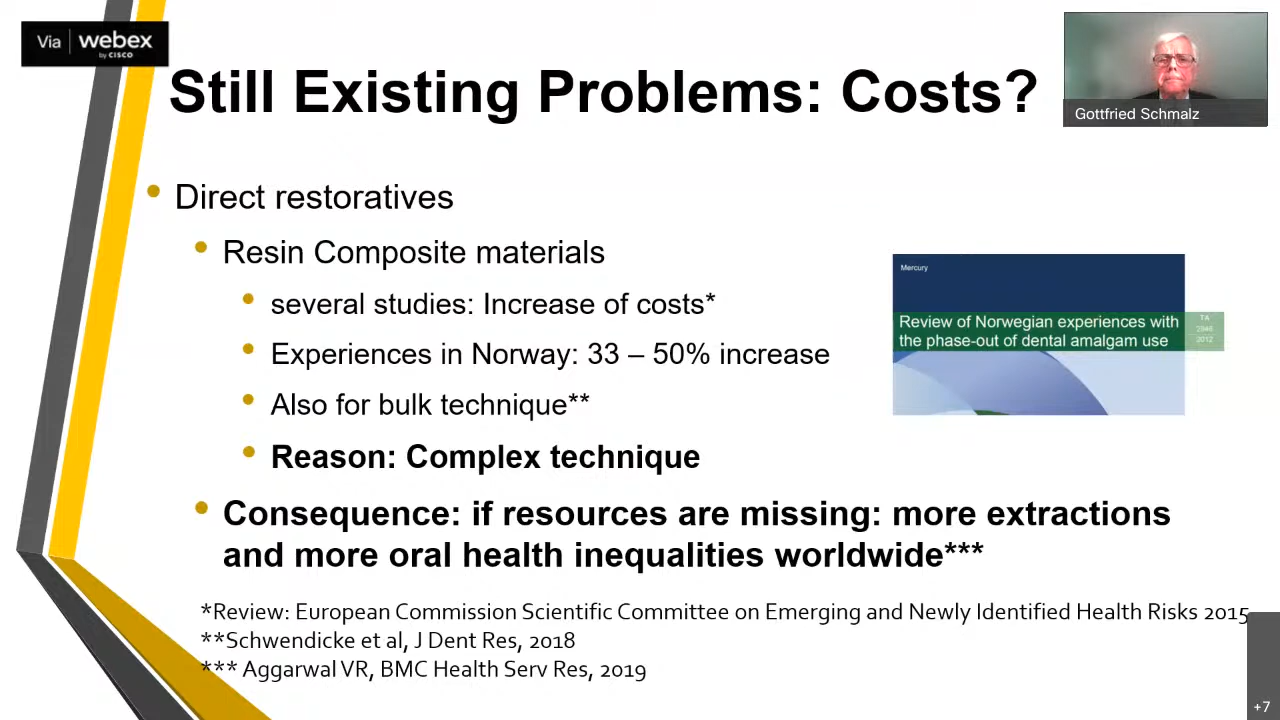 Via webex
by CISCO
Still Existing Problems: Costs?
Gottfried Schmalz
• Direct restoratives
• Resin Composite materials
• several studies: Increase of costs*
• Experiences in Norway: 33 – 50% increase
• Also for bulk technique**
• Reason: Complex technique
• Consequence: if resources are missing: more extractions
and more oral health inequalities worldwide***
Mercury
Review of Norwegian experiences with
the phase-out of dental amalgam use
TA
2946
2012
*Review: European Commission Scientific Committee on Emerging and Newly Identified Health Risks 2015
**Schwendicke et al, J Dent Res, 2018
*** Aggarwal VR, BMC Health Serv Res, 2019
+7